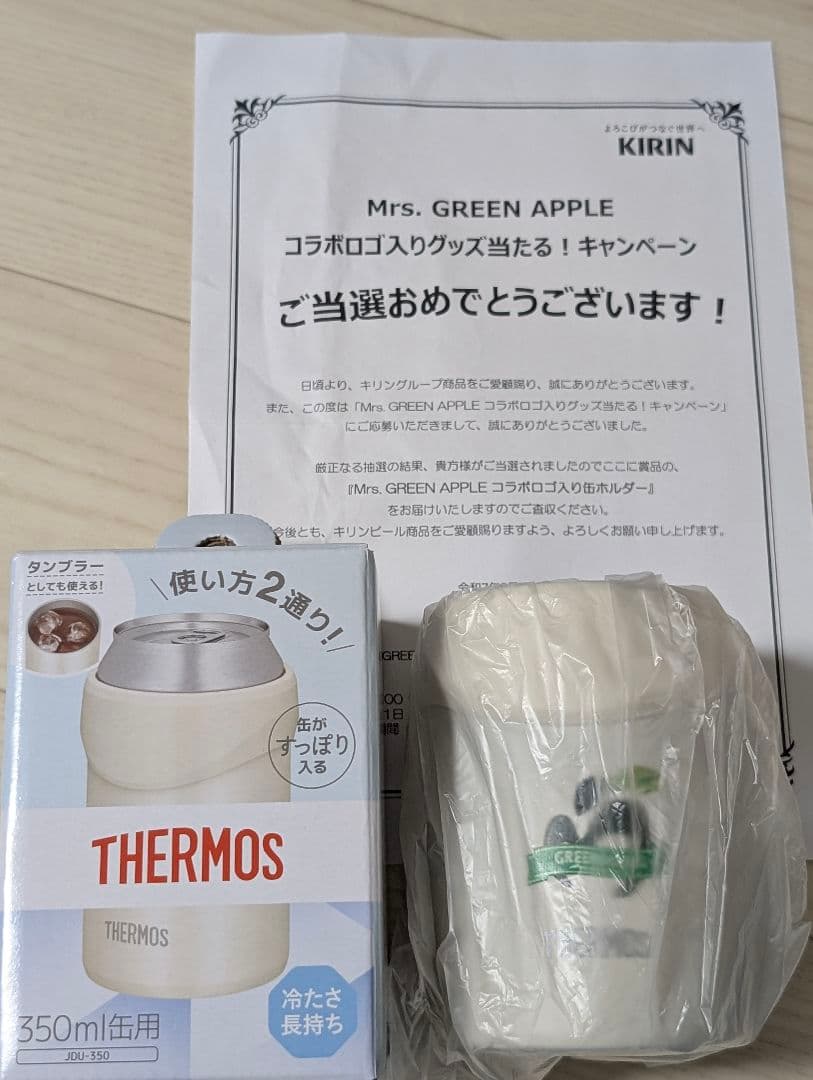 よろこびがつなぐ世界へ
KIRIN
Mrs. GREEN APPLE
コラボロゴ入りグッズ当たる！キャンペーン
ご当選おめでとうございます！
日頃より、キリングループ商品をご愛顧賜り、誠にありがとうございます。
また、この度は「Mrs. GREEN APPLE コラボロゴ入りグッズ当たる！キャンペーン」
にご応募いただきまして、誠にありがとうございました。
厳正なる抽選の結果、貴方様がご当選されましたのでここに賞品の、
『Mrs. GREEN APPLE コラボロゴ入り缶ホルダー』
をお届けいたしますのでご査収ください。
今後とも、キリンビール商品をご愛顧賜りますよう、よろしくお願い申し上げます。
令和7年
タンブラー
としても使える！
使い方2通り！
缶が
すっぽり
入る
THERMOS
THERMOS
冷たさ
長持ち
350ml缶用
JDU-350
GREE
THERMOS